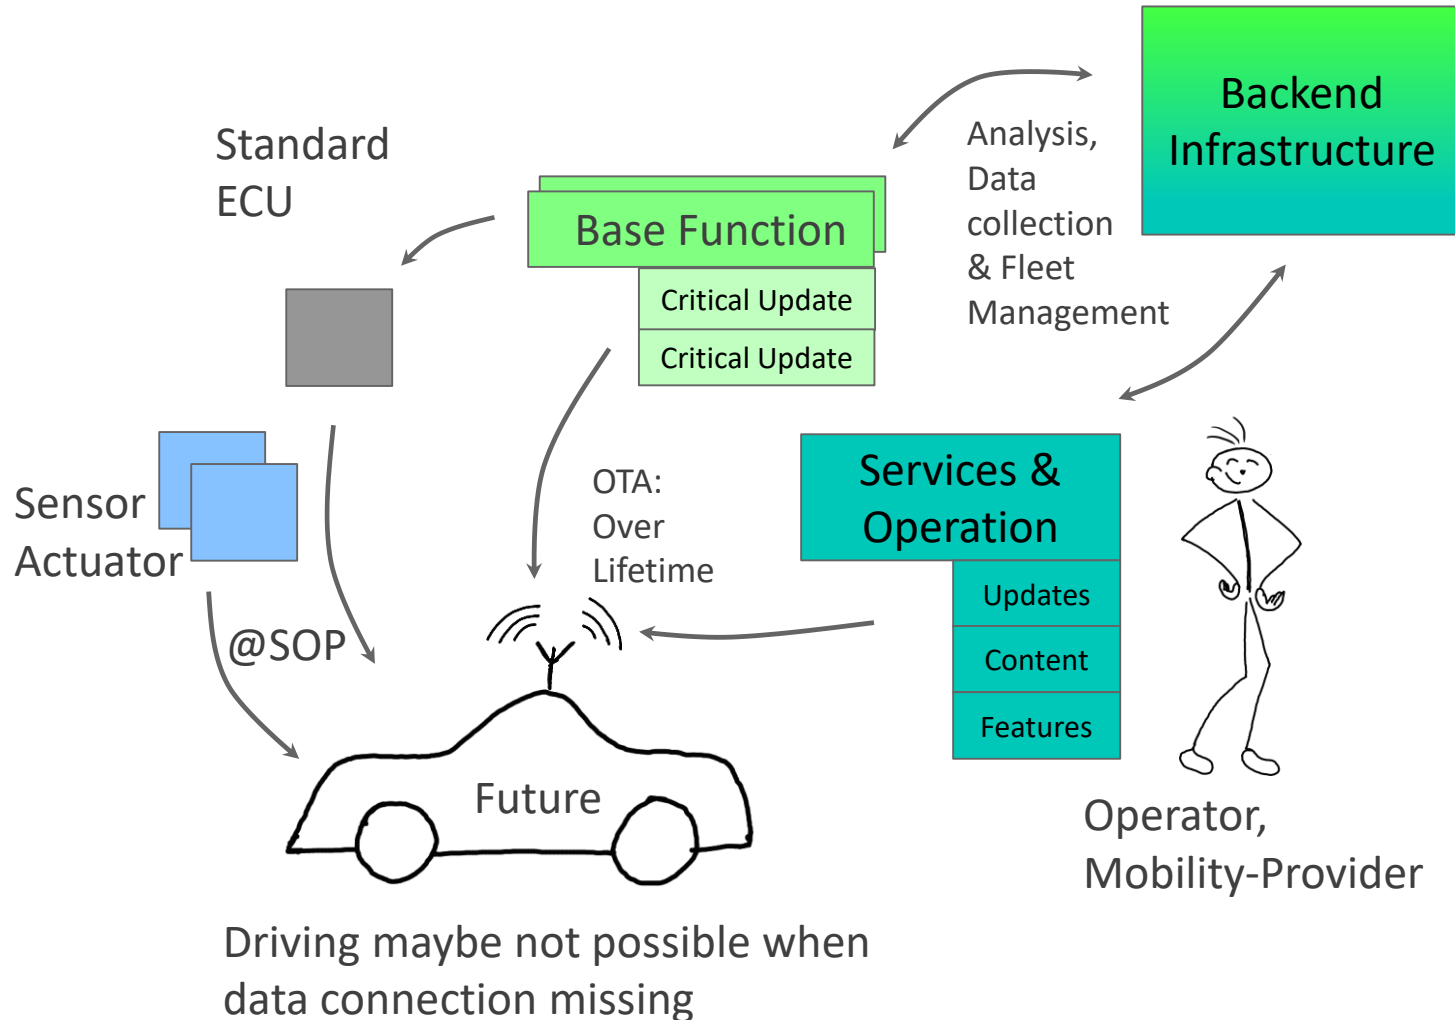 Standard
ECU
Base Function
Critical Update
Critical Update
Analysis,
Data
collection
& Fleet
Management
Backend
Infrastructure
Sensor
Actuator
@SOP
OTA:
Over
Lifetime
Services &
Operation
Updates
Content
Features
Future
Operator,
Mobility-Provider
Driving maybe not possible when
data connection missing